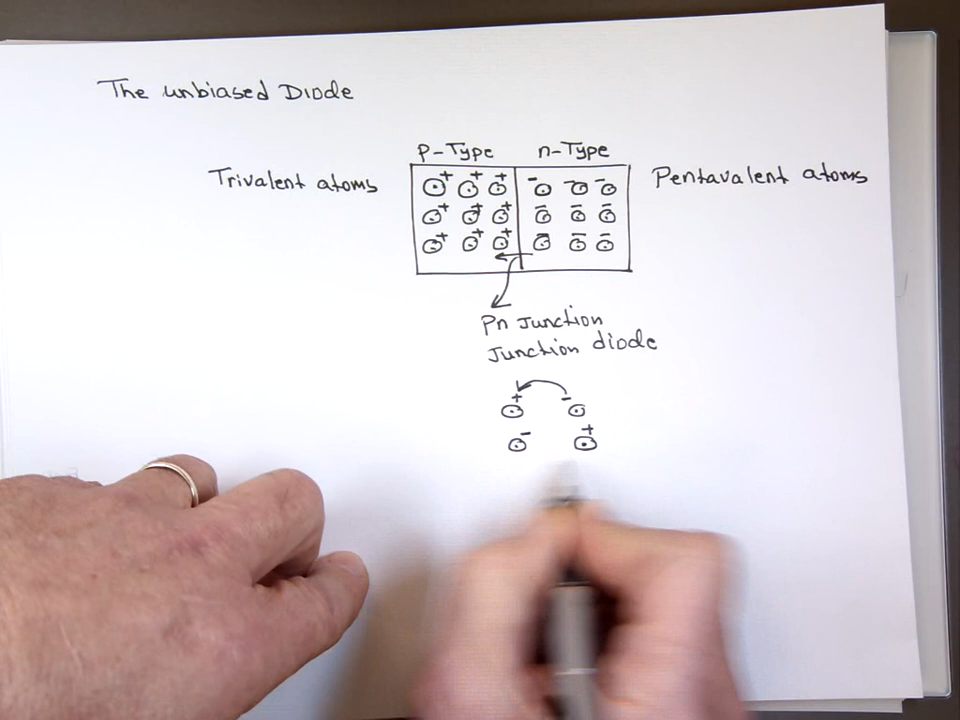 The unbiased Diode
P-Type n-Type
Trivalent atoms Pentavalent atoms
+ + + - - -
+ + + - - -
+ + + - - -
Pn Junction
Junction diode
+ -
- +